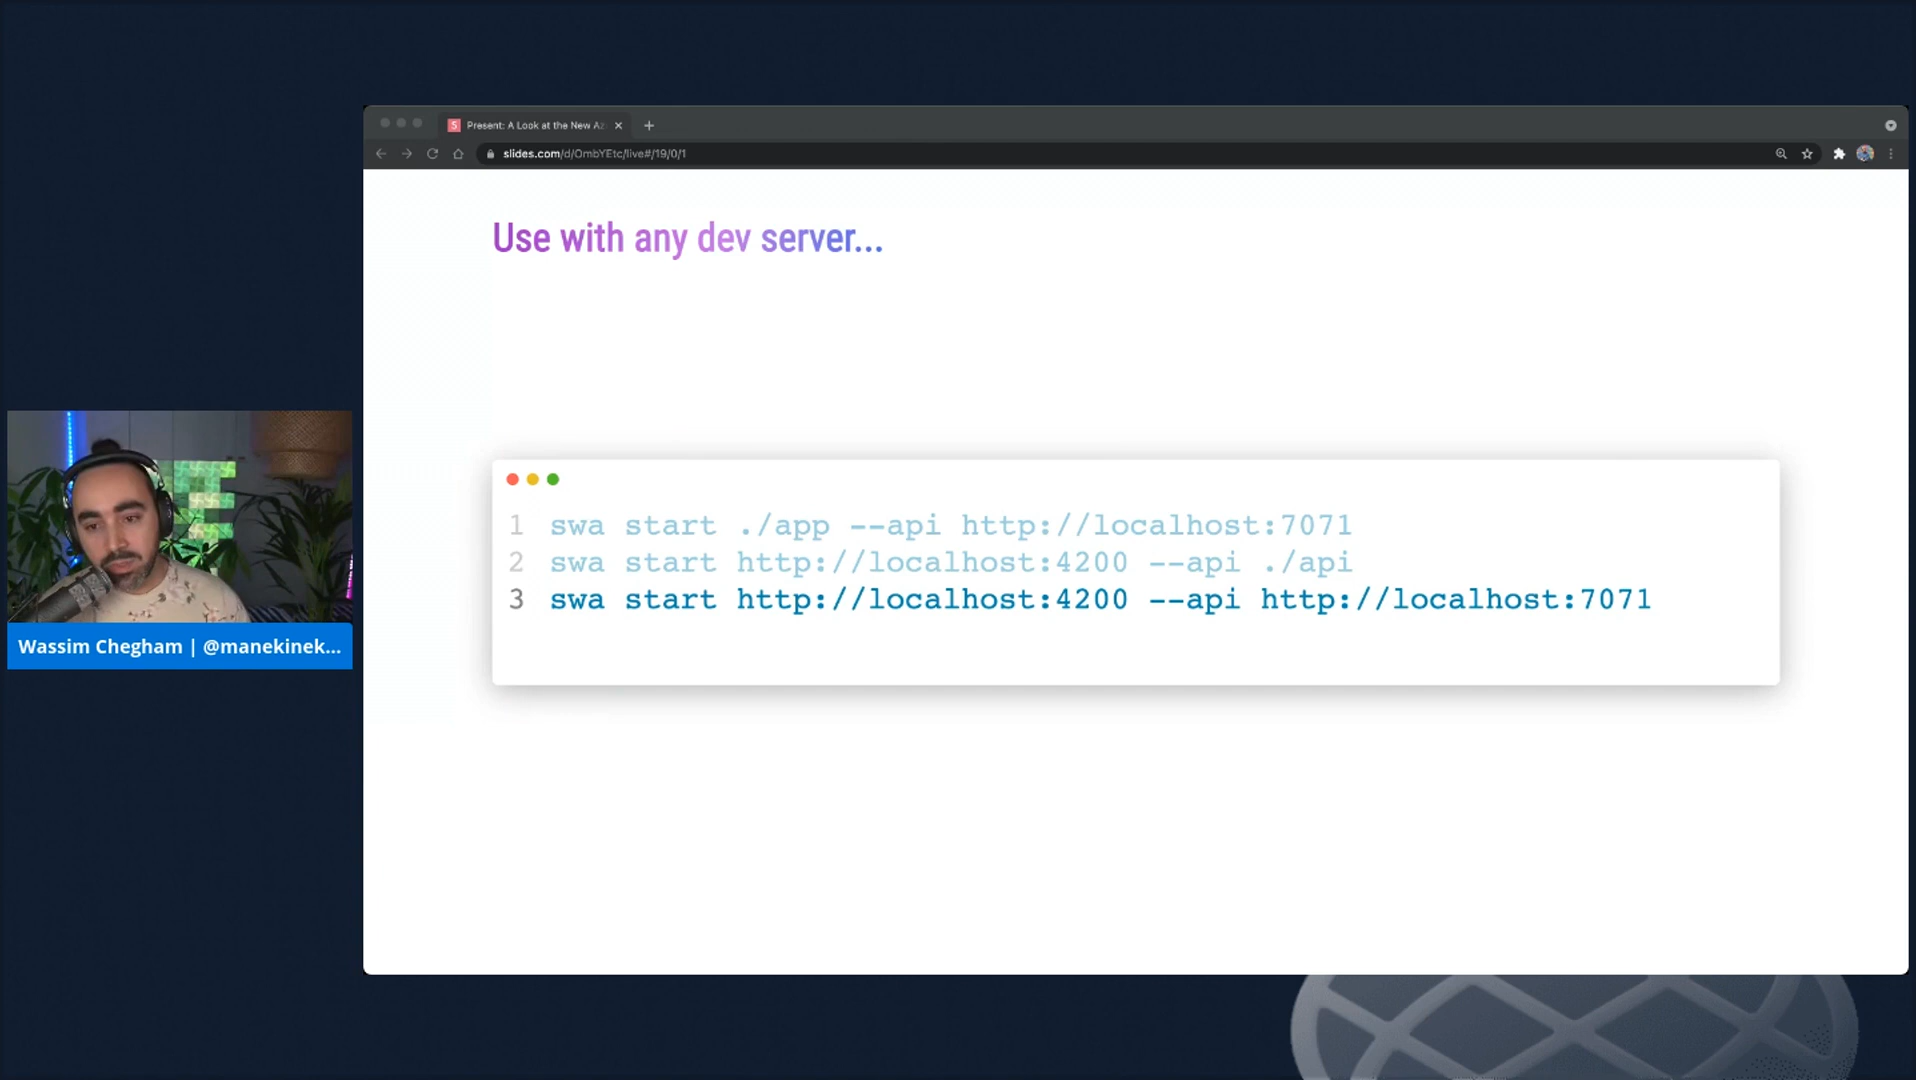 S Present: A Look at the New Az
slides.com/d/OmbYEtc/live#/19/0/1
Use with any dev server...
1 swa start ./app --api http://localhost:7071
2 swa start http://localhost:4200 --api ./api
3 swa start http://localhost:4200 --api http://localhost:7071
Wassim Chegham | @manekinek...